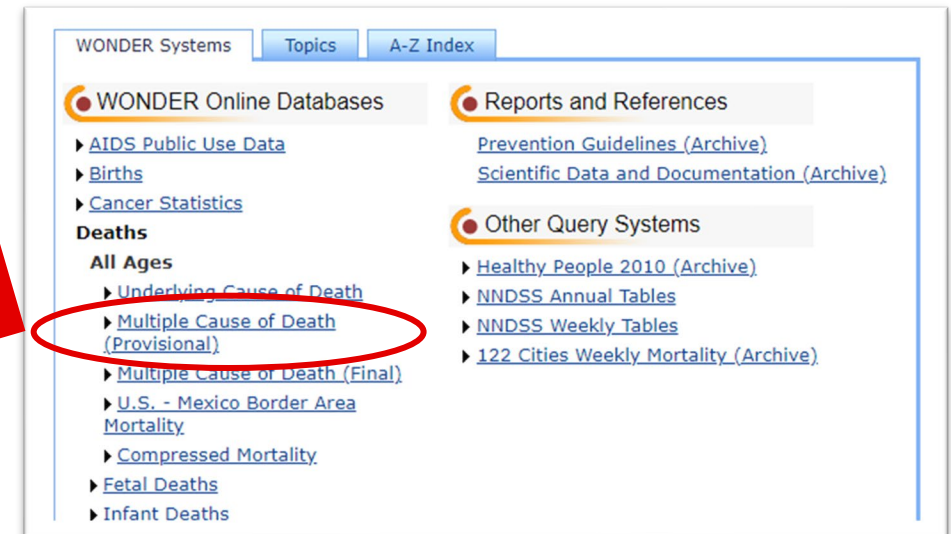 WONDER Systems
Topics
A-Z Index
WONDER Online Databases
AIDS Public Use Data
Births
Cancer Statistics
Deaths
All Ages
Underlying Cause of Death
Multiple Cause of Death
(Provisional)
Multiple Cause of Death (Final)
U.S. - Mexico Border Area
Mortality
Compressed Mortality
Fetal Deaths
Infant Deaths
Reports and References
Prevention Guidelines (Archive)
Scientific Data and Documentation (Archive)
Other Query Systems
Healthy People 2010 (Archive)
NNDSS Annual Tables
NNDSS Weekly Tables
122 Cities Weekly Mortality (Archive)